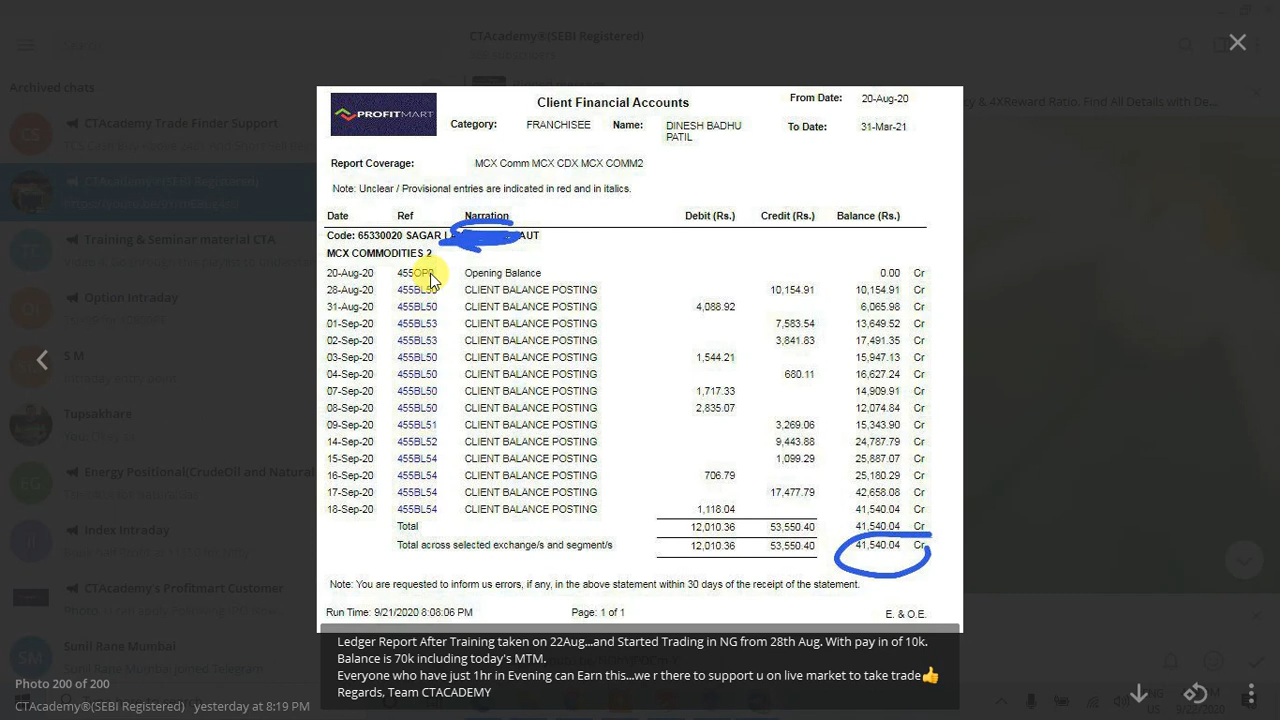 CTAcademy®(SEBI Registered)
Archived chats
CTAcademy Trade Finder Support
Training & Seminar material CTA
Option Intraday
S M
Tupsakhare
Energy Positional(CrudeOil and Natural
Index Intraday
CTAcademy's Profitmart Customer
Sunil Rane Mumbai
& 4XReward Ratio. Find All Details with De...
PROFITMART
Client Financial Accounts
From Date: 20-Aug-20
Category: FRANCHISEE Name: DINESH BADHU PATIL
To Date: 31-Mar-21
Report Coverage: MCX Comm MCX CDX MCX COMM2
Note: Unclear / Provisional entries are indicated in red and in italics.
Date Ref Narration Debit (Rs.) Credit (Rs.) Balance (Rs.)
Code: 65330020 SAGAR
MCX COMMODITIES 2
20-Aug-20 455OPR Opening Balance 0.00 Cr
28-Aug-20 CLIENT BALANCE POSTING 10,154.91 10,154.91 Cr
31-Aug-20 455BL50 CLIENT BALANCE POSTING 4,088.92 6,065.98 Cr
01-Sep-20 455BL53 CLIENT BALANCE POSTING 7,583.54 13,649.52 Cr
02-Sep-20 455BL53 CLIENT BALANCE POSTING 3,841.83 17,491.35 Cr
03-Sep-20 455BL50 CLIENT BALANCE POSTING 1,544.21 15,947.13 Cr
04-Sep-20 455BL50 CLIENT BALANCE POSTING 680.11 16,627.24 Cr
07-Sep-20 455BL50 CLIENT BALANCE POSTING 1,717.33 14,909.91 Cr
08-Sep-20 455BL50 CLIENT BALANCE POSTING 2,835.07 12,074.84 Cr
09-Sep-20 455BL51 CLIENT BALANCE POSTING 3,269.06 15,343.90 Cr
14-Sep-20 455BL52 CLIENT BALANCE POSTING 9,443.88 24,787.79 Cr
15-Sep-20 455BL54 CLIENT BALANCE POSTING 1,099.29 25,887.07 Cr
16-Sep-20 455BL54 CLIENT BALANCE POSTING 706.79 25,180.29 Cr
17-Sep-20 455BL54 CLIENT BALANCE POSTING 17,477.79 42,658.08 Cr
18-Sep-20 455BL54 CLIENT BALANCE POSTING 1,118.04 41,540.04 Cr
Total 12,010.36 53,550.40 41,540.04 Cr
Total across selected exchange/s and segment/s 12,010.36 53,550.40 41,540.04 Cr
Note: You are requested to inform us errors, if any, in the above statement within 30 days of the receipt of the statement.
Run Time: 9/21/2020 8:08:06 PM Page: 1 of 1 E. & O.E.
Ledger Report After Training taken on 22Aug...and Started Trading in NG from 28th Aug. With pay in of 10k.
Balance is 70k including today's MTM.
Everyone who have just 1hr in Evening can Earn this...we r there to support u on live market to take trade👍
Regards, Team CTACADEMY
Photo 200 of 200
CTAcademy®(SEBI Registered) yesterday at 8:19 PM